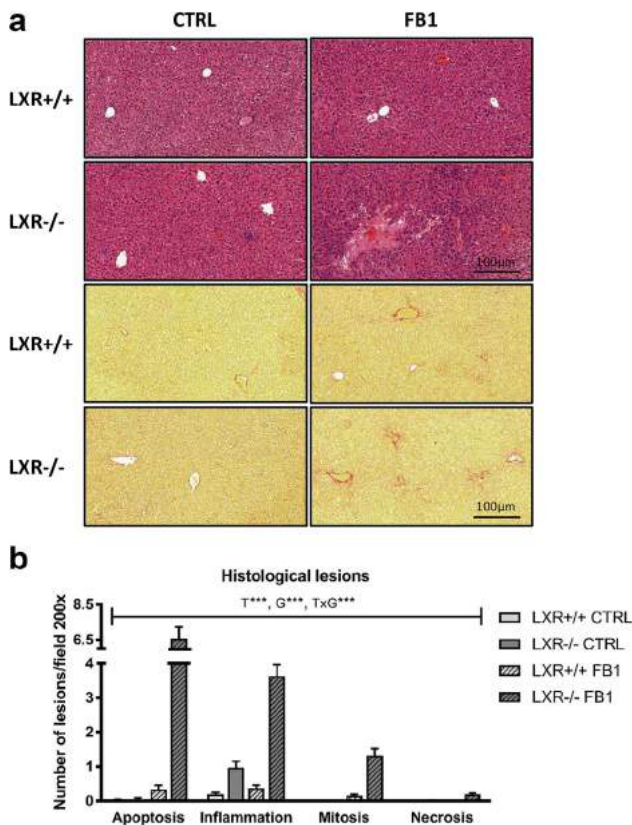 a
CTRL FB1
LXR+/+
LXR-/-
100µm
LXR+/+
LXR-/-
100µm
b
Histological lesions
T***, G***, TxG***
Number of lesions/field 200x
8.5
6.5
4
3
2
1
0
Apoptosis Inflammation Mitosis Necrosis
LXR+/+ CTRL
LXR-/- CTRL
LXR+/+ FB1
LXR-/- FB1